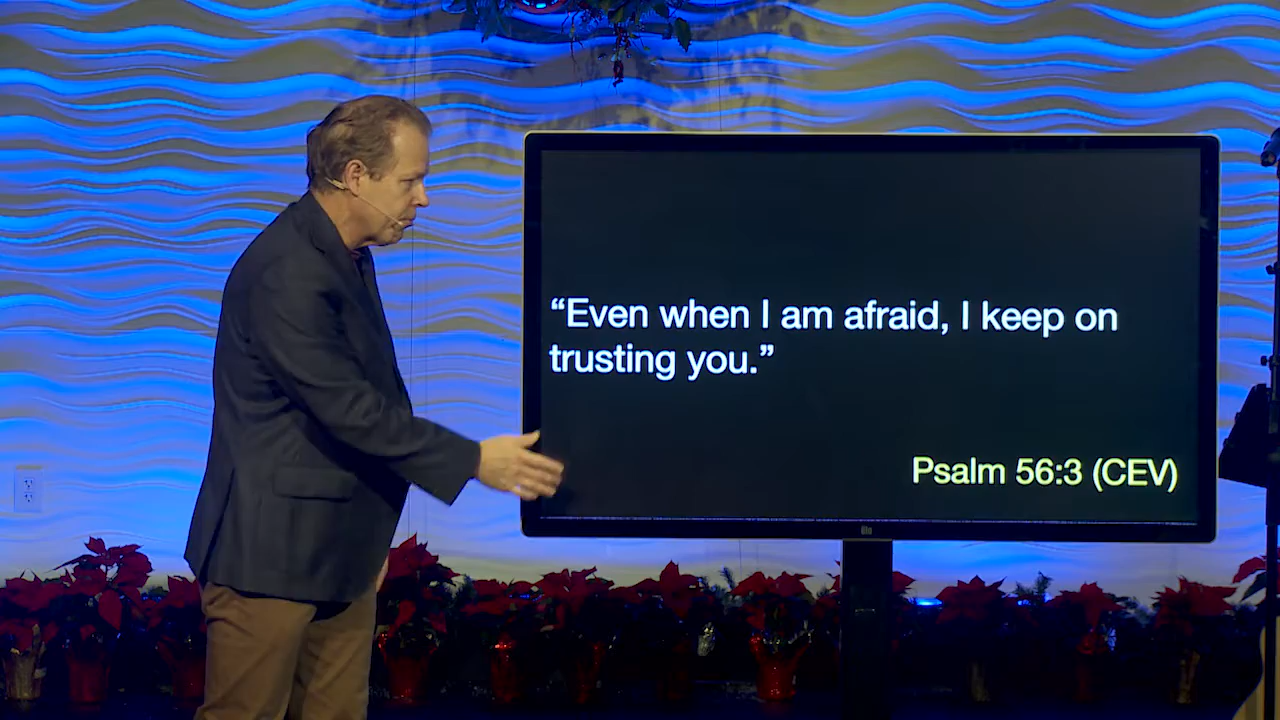 “Even when I am afraid, I keep on
trusting you.”
Psalm 56:3 (CEV)